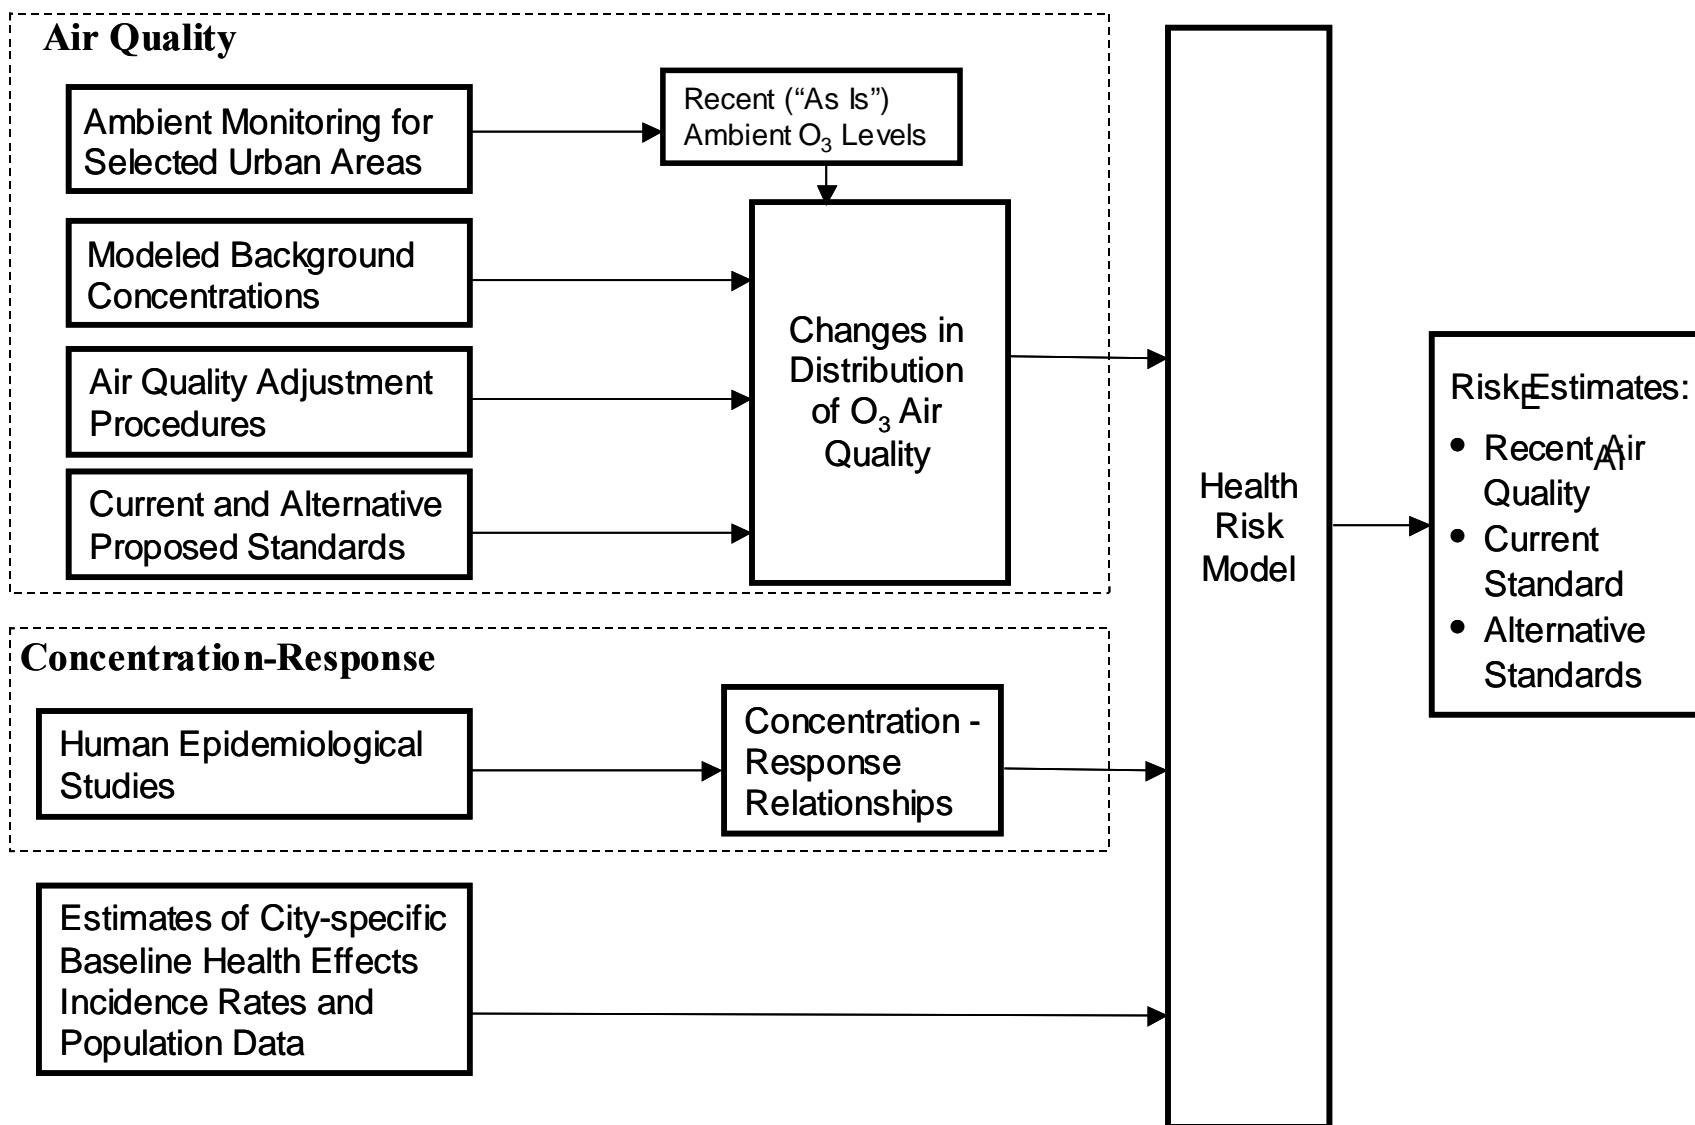 Air Quality
Ambient Monitoring for
Selected Urban Areas
Recent (“As Is”)
Ambient O₃ Levels
Modeled Background
Concentrations
Air Quality Adjustment
Procedures
Current and Alternative
Proposed Standards
Changes in
Distribution
of O₃ Air
Quality
Concentration-Response
Human Epidemiological
Studies
Concentration -
Response
Relationships
Estimates of City-specific
Baseline Health Effects
Incidence Rates and
Population Data
Health
Risk
Model
Risk Estimates:
• Recent Air
Quality
• Current
Standard
• Alternative
Standards